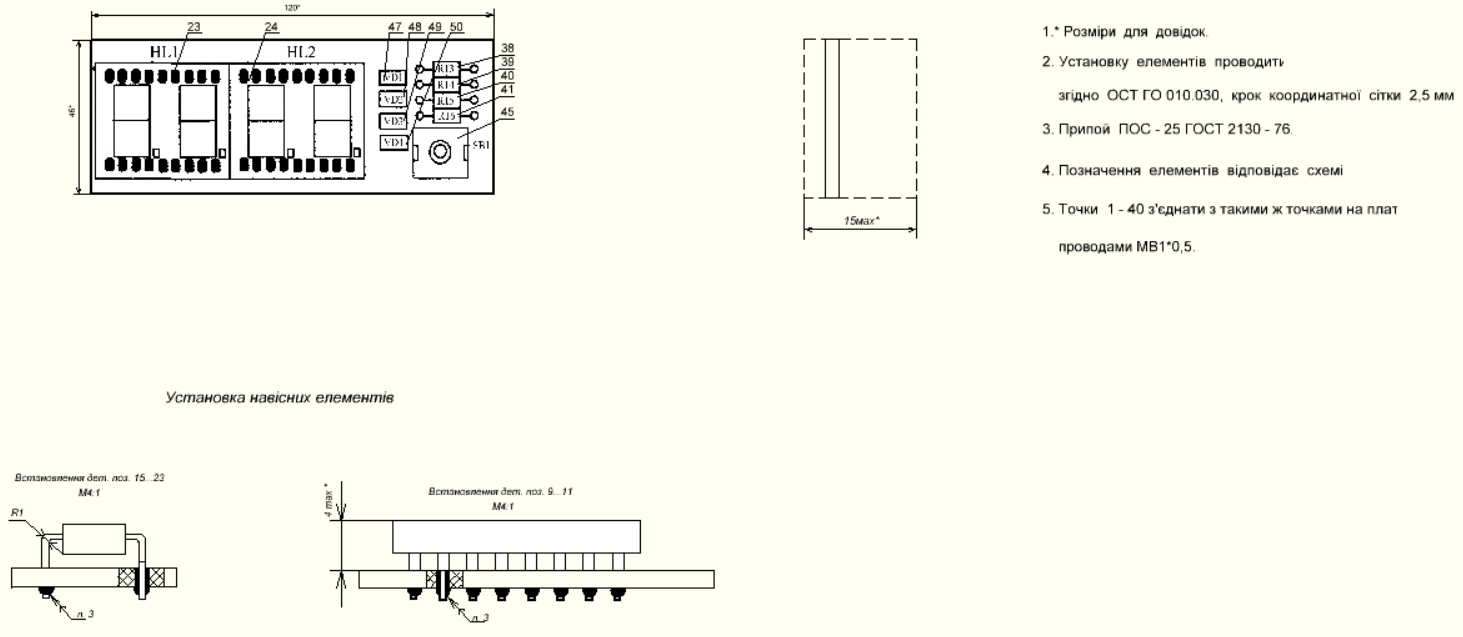 120*
23
24
47
48
49
50
HL1
HL2
38
39
40
41
45
46*
VD1
VD2
VD3
VD4
R13
R14
R15
R16
SB1
15max*
1.* Розміри для довідок.
2. Установку елементів проводити
згідно ОСТ ГО 010.030, крок координатної сітки 2,5 мм
3. Припой ПОС - 25 ГОСТ 2130 - 76.
4. Позначення елементів відповідає схемі
5. Точки 1 - 40 з'єднати з такими ж точками на плат
проводами МВ1*0,5.
Установка навісних елементів
Встановлення дет. поз. 15...23
М4:1
R1
п. 3
Встановлення дет. поз. 9...11
М4:1
4 max *
п. 3